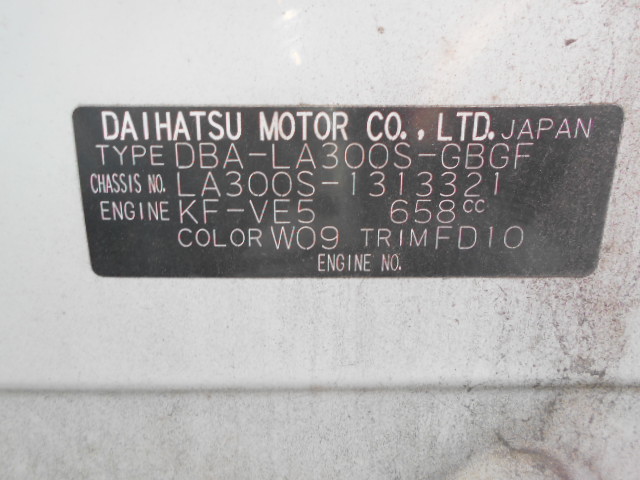 DAIHATSU MOTOR CO., LTD. JAPAN
TYPE DBA-LA300S-GBGF
CHASSIS NO. LA300S-1313321
ENGINE KF-VE5 658cc
COLOR W09 TRIM FD10
ENGINE NO.